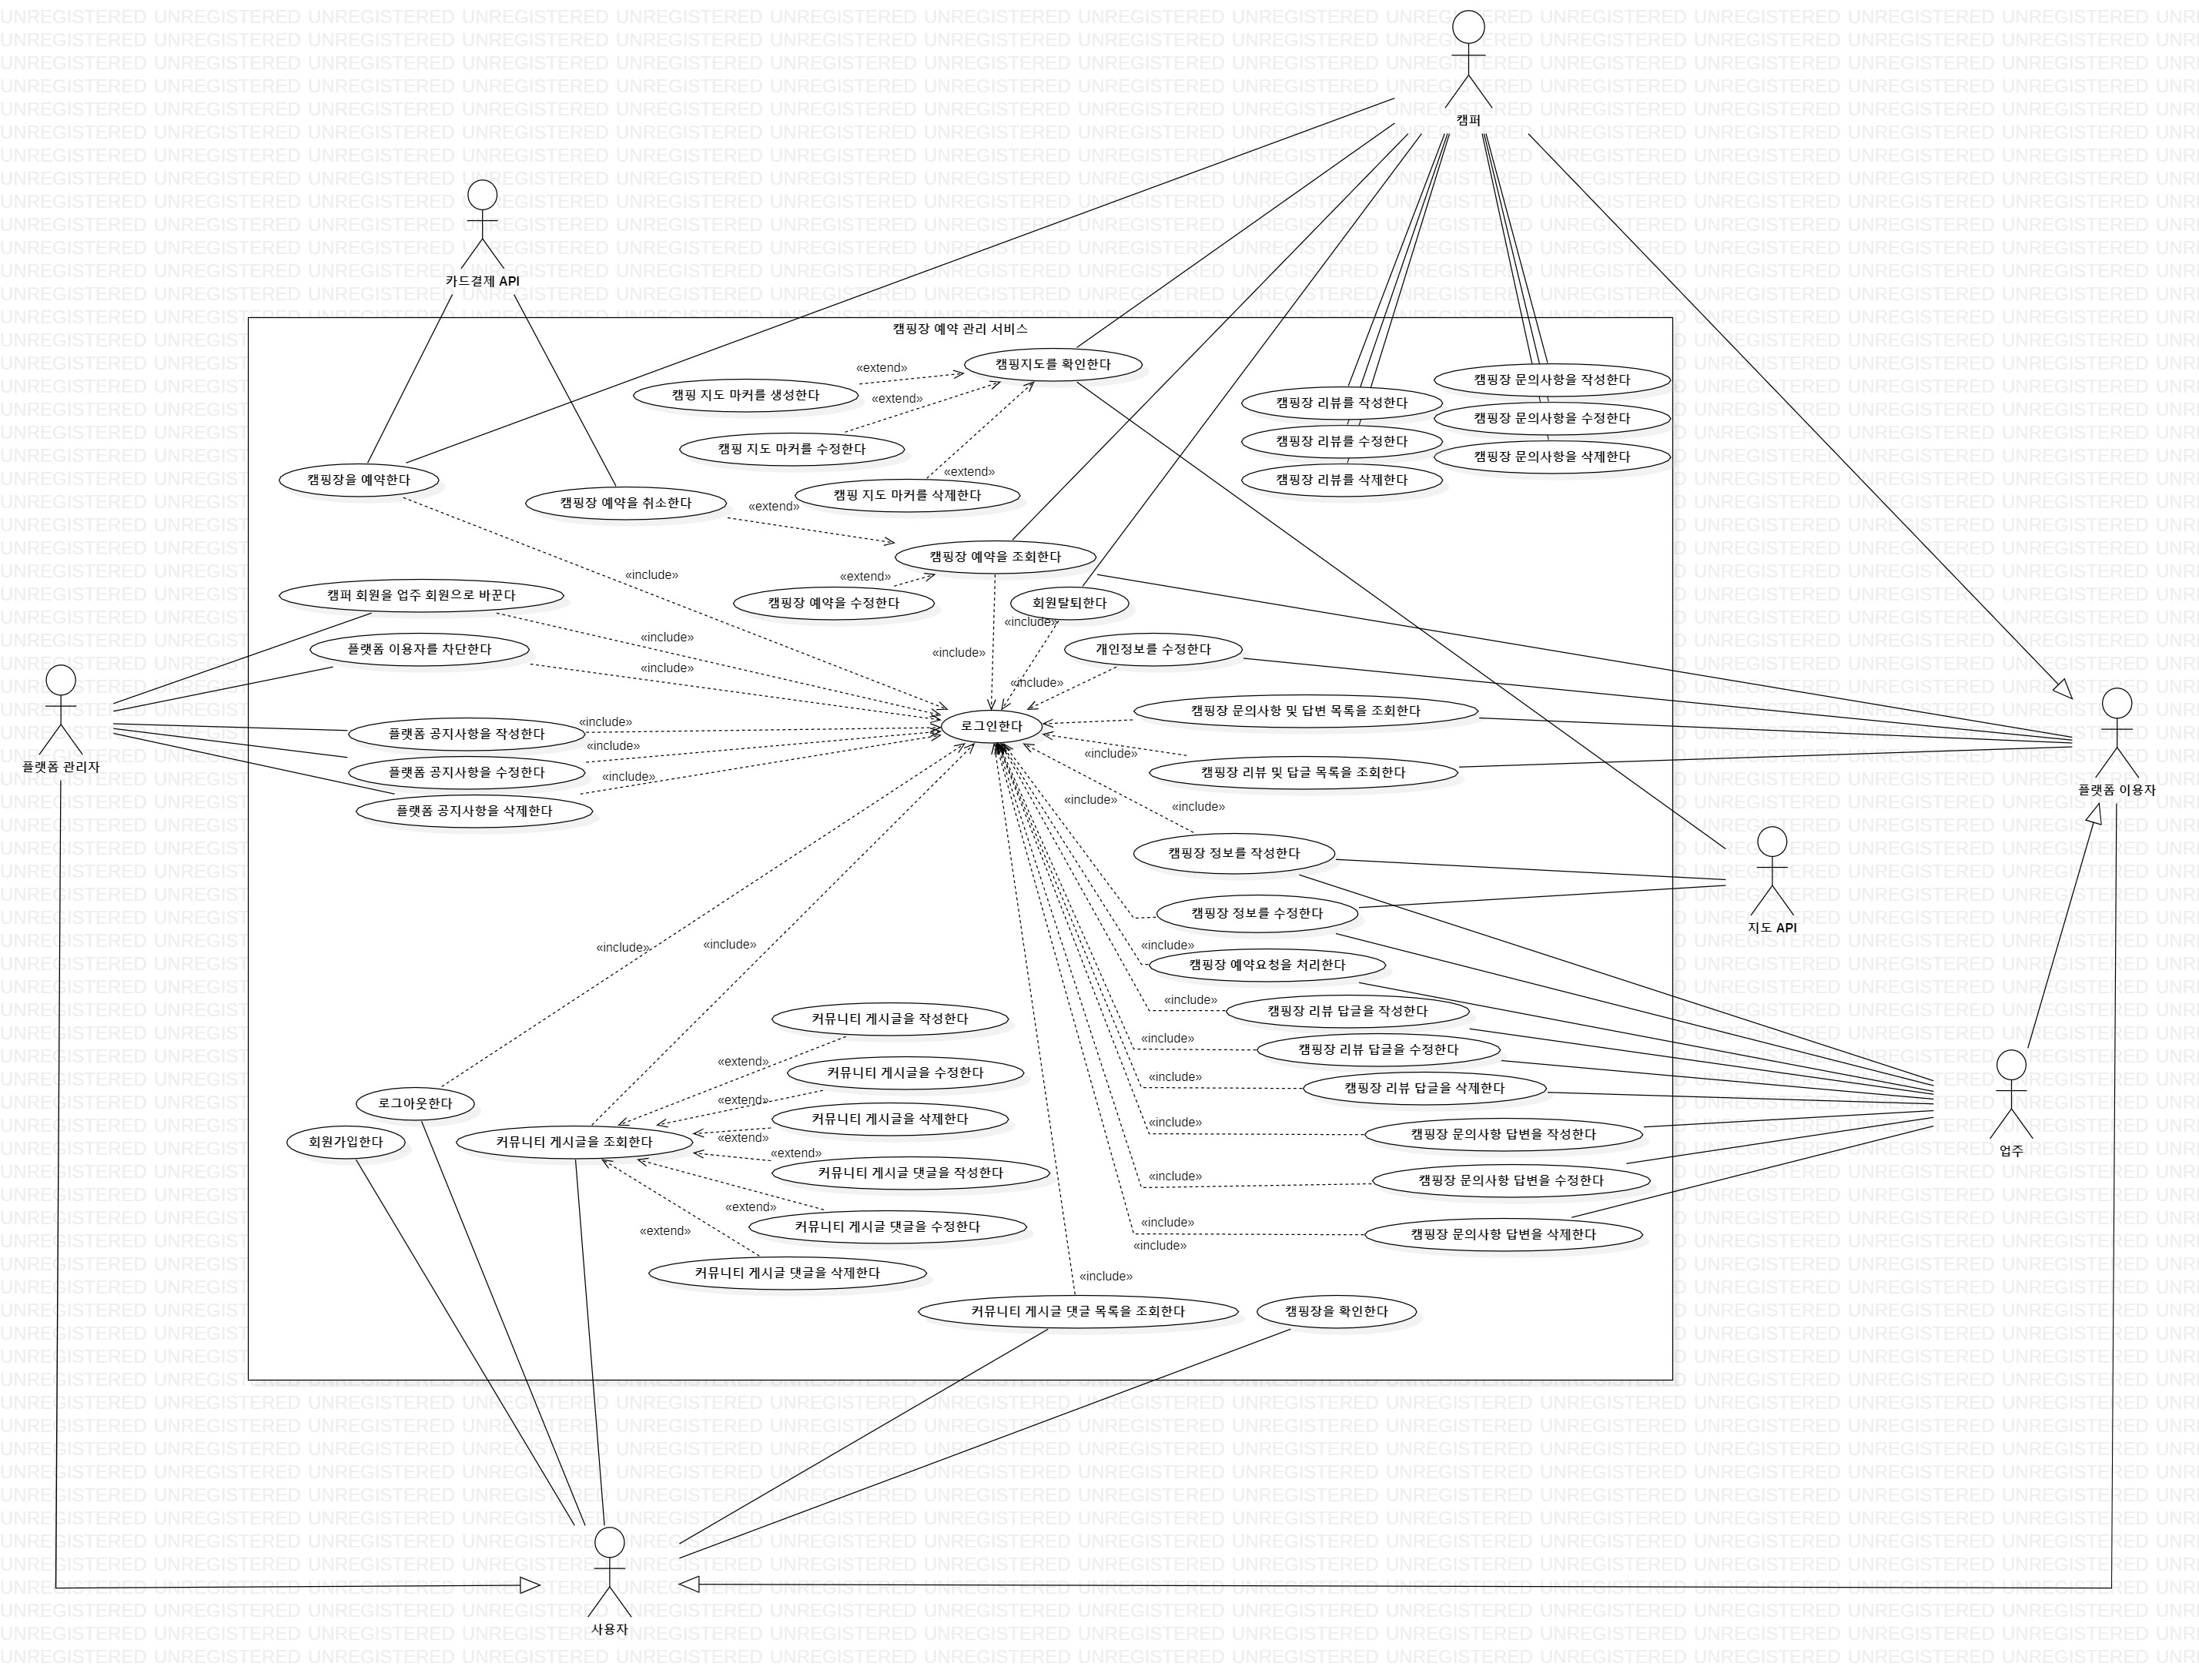 캠퍼
카드결제 API
캠핑장 예약 관리 서비스
캠핑지도를 확인한다
«extend»
캠핑 지도 마커를 생성한다
«extend»
캠핑장 문의사항을 작성한다
캠핑장 리뷰를 작성한다
캠핑장 문의사항을 수정한다
캠핑 지도 마커를 수정한다
캠핑장 리뷰를 수정한다
캠핑장 문의사항을 삭제한다
«extend»
캠핑장을 예약한다
캠핑장 리뷰를 삭제한다
캠핑 지도 마커를 삭제한다
캠핑장 예약을 취소한다
«extend»
캠핑장 예약을 조회한다
«include»
«extend»
캠퍼 회원을 업주 회원으로 바꾼다
캠핑장 예약을 수정한다
회원탈퇴한다
«include»
«include»
플랫폼 이용자를 차단한다
«include»
개인정보를 수정한다
«include»
«include»
캠핑장 문의사항 및 답변 목록을 조회한다
«include»
로그인한다
플랫폼 공지사항을 작성한다
«include»
«include»
플랫폼 관리자
플랫폼 공지사항을 수정한다
캠핑장 리뷰 및 답글 목록을 조회한다
«include»
플랫폼 이용자
플랫폼 공지사항을 삭제한다
«include»
«include»
캠핑장 정보를 작성한다
캠핑장 정보를 수정한다
지도 API
«include»
«include»
«include»
캠핑장 예약요청을 처리한다
«include»
캠핑장 리뷰 답글을 작성한다
커뮤니티 게시글을 작성한다
«include»
캠핑장 리뷰 답글을 수정한다
«extend»
커뮤니티 게시글을 수정한다
«include»
캠핑장 리뷰 답글을 삭제한다
로그아웃한다
«extend»
커뮤니티 게시글을 삭제한다
«include»
회원가입한다
커뮤니티 게시글을 조회한다
«extend»
캠핑장 문의사항 답변을 작성한다
업주
«extend»
커뮤니티 게시글 댓글을 작성한다
«include»
캠핑장 문의사항 답변을 수정한다
«extend»
커뮤니티 게시글 댓글을 수정한다
«include»
«extend»
캠핑장 문의사항 답변을 삭제한다
«include»
커뮤니티 게시글 댓글을 삭제한다
«include»
커뮤니티 게시글 댓글 목록을 조회한다
캠핑장을 확인한다
사용자